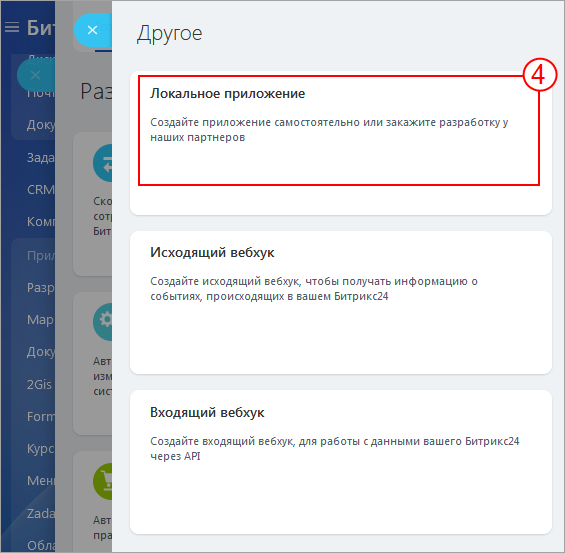 Бит
Другое
4
Диск
Почт
Раз
Локальное приложение
Создайте приложение самостоятельно или закажите разработку у
наших партнеров
Доку
Зада
CRM
Ско
сотр
Бит
Комп
Прил
Исходящий вебхук
Создайте исходящий вебхук, чтобы получать информацию о
событиях, происходящих в вашем Битрикс24
Разр
Мар
Доку
Авт
изм
сист
2Gis
Form
Входящий вебхук
Создайте входящий вебхук, для работы с данными вашего Битрикс24
через API
Курс
Мен
Zada
Авт
пра
Обла